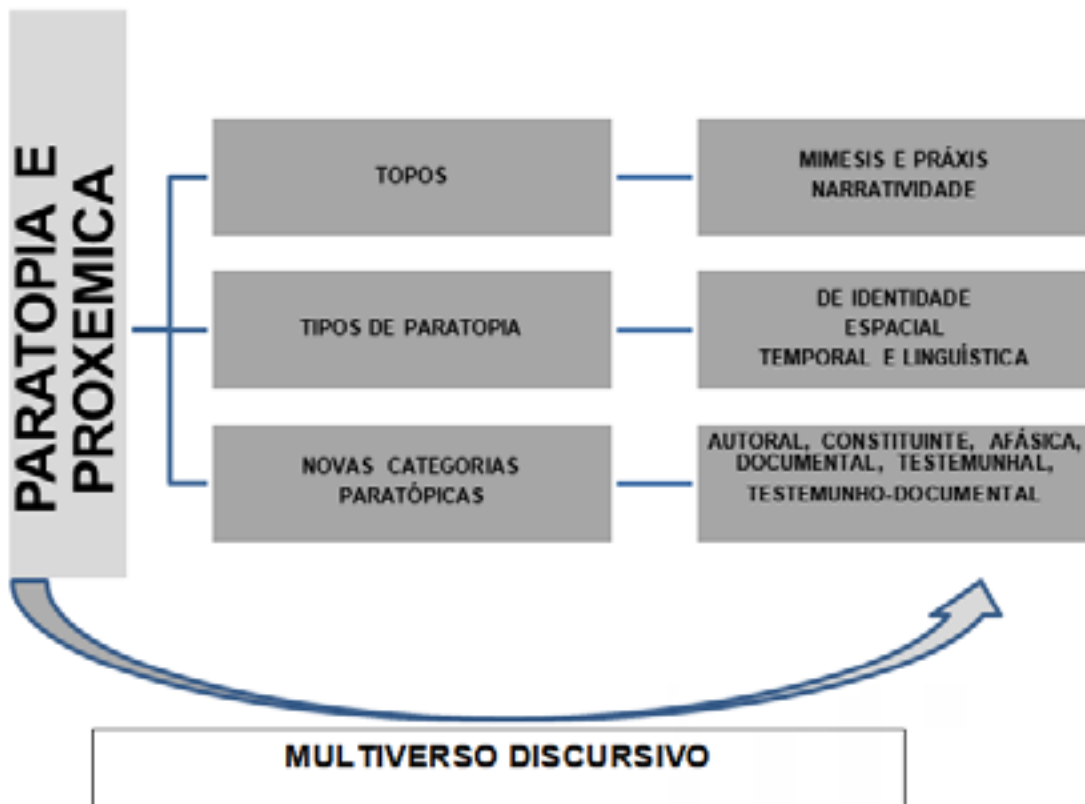 PARATOPIA E
PROXEMICA
TOPOS
MIMESIS E PRÁXIS
NARRATIVIDADE
TIPOS DE PARATOPIA
DE IDENTIDADE
ESPACIAL
TEMPORAL E LINGUÍSTICA
NOVAS CATEGORIAS
PARATÓPICAS
AUTORAL, CONSTITUINTE, AFÁSICA,
DOCUMENTAL, TESTEMUNHAL,
TESTEMUNHO-DOCUMENTAL
MULTIVERSO DISCURSIVO